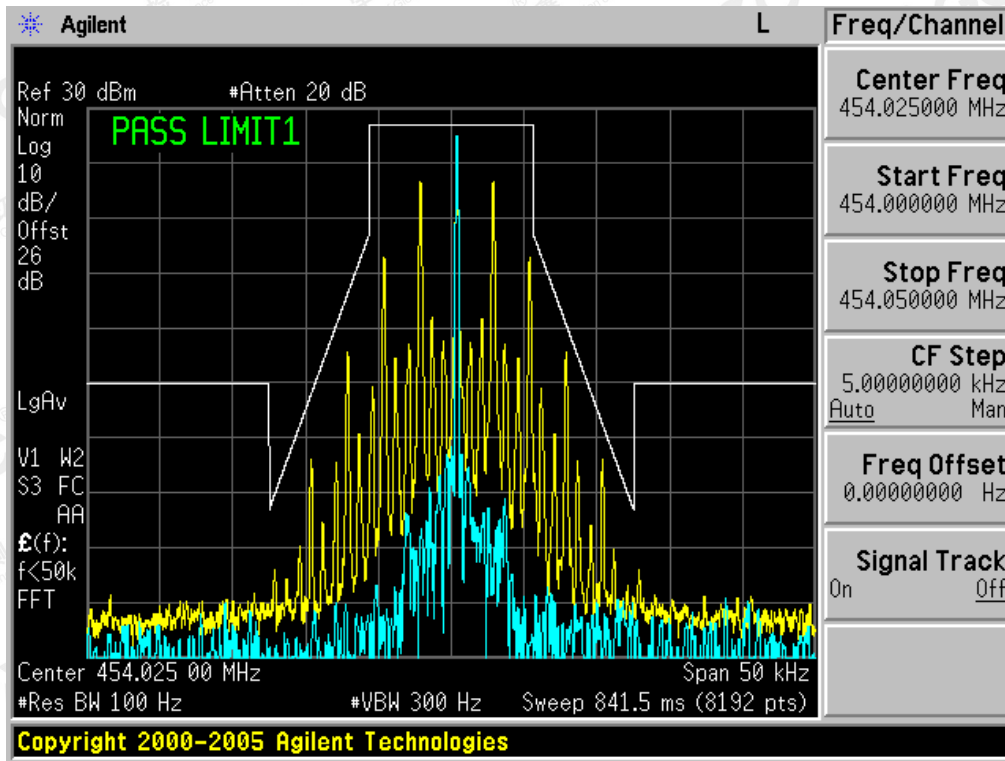 Agilent L
Freq/Channel
Ref 30 dBm #Atten 20 dB
Norm
Log
10
dB/
Offst
26
dB
PASS LIMIT1
LgAv
V1 W2
S3 FC
AA
£(f):
f<50k
FFT
Center 454.025 00 MHz Span 50 kHz
#Res BW 100 Hz #VBW 300 Hz Sweep 841.5 ms (8192 pts)
Copyright 2000-2005 Agilent Technologies
Center Freq
454.025000 MHz
Start Freq
454.000000 MHz
Stop Freq
454.050000 MHz
CF Step
5.00000000 kHz
Auto Man
Freq Offset
0.00000000 Hz
Signal Track
On Off